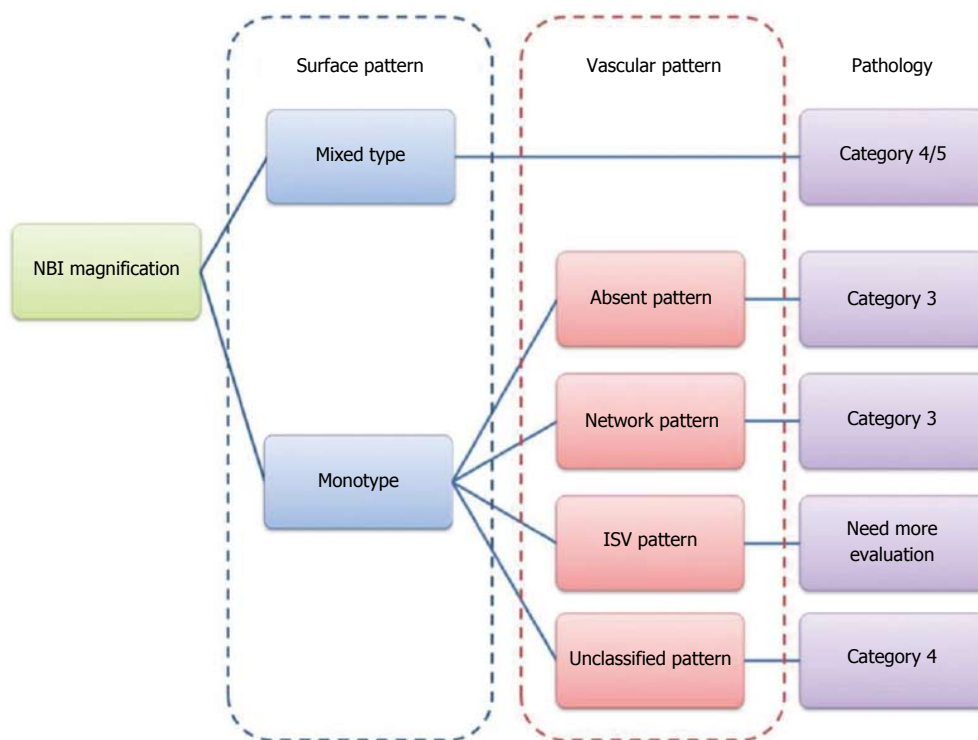 Surface pattern
Vascular pattern
Pathology
Mixed type
Category 4/5
NBI magnification
Absent pattern
Category 3
Network pattern
Category 3
Monotype
ISV pattern
Need more
evaluation
Unclassified pattern
Category 4